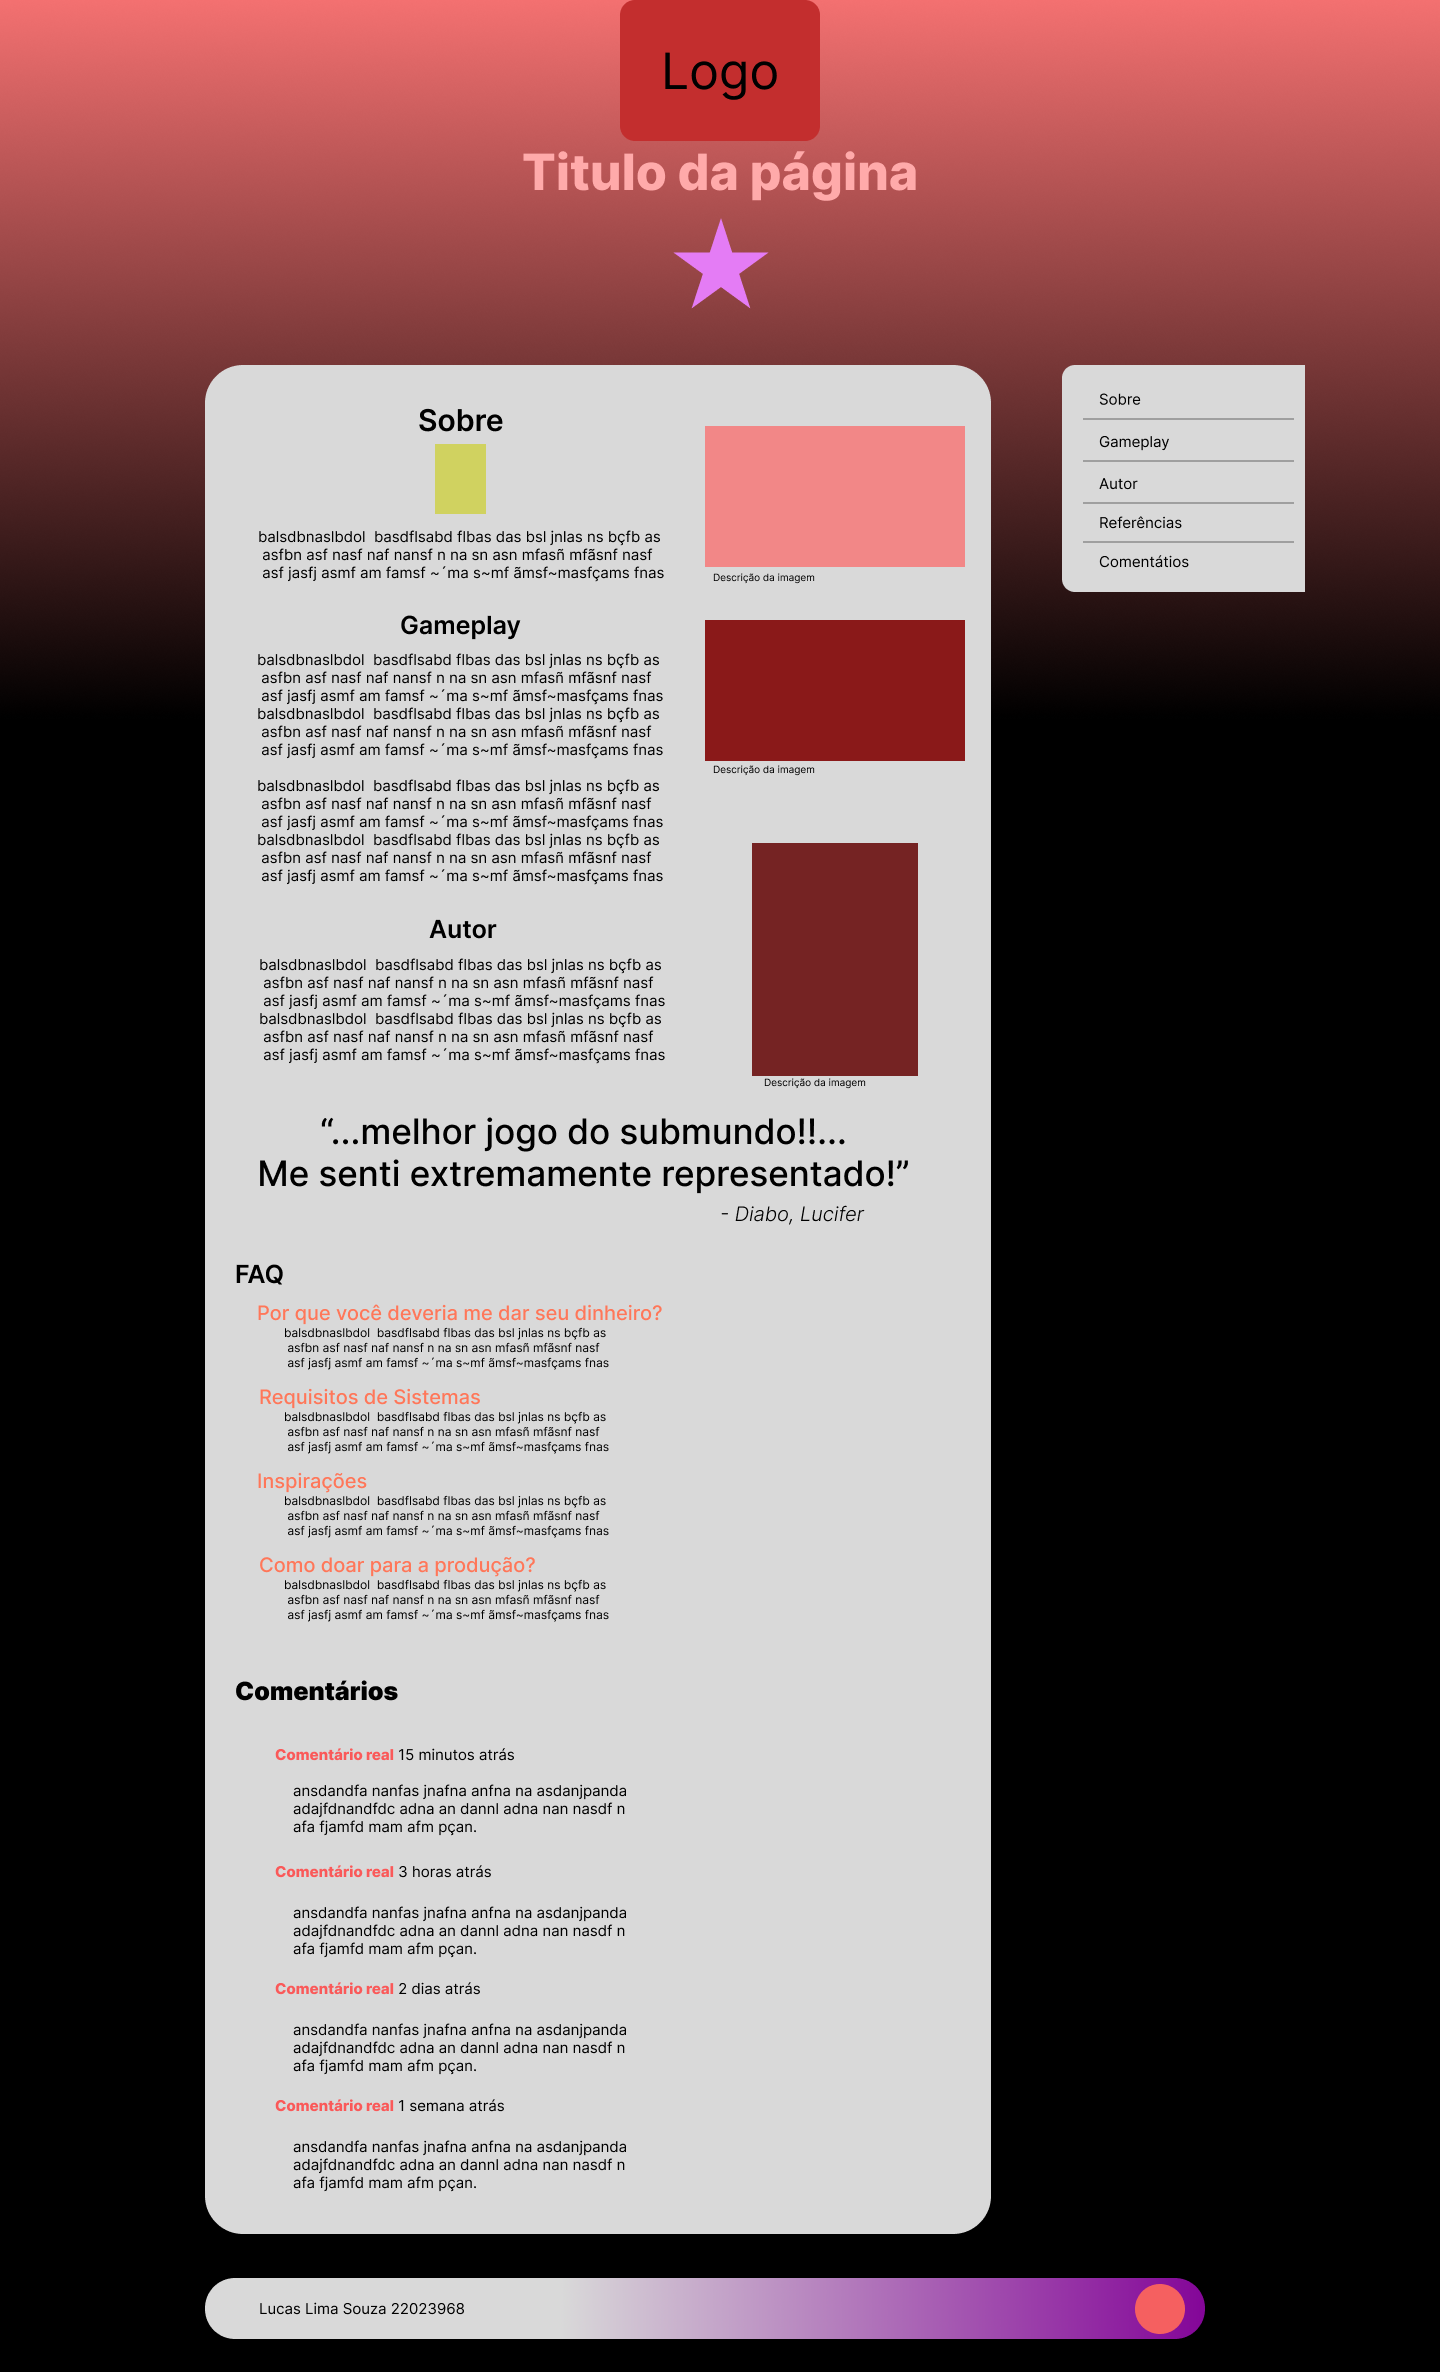 Logo
Titulo da página
Sobre
balsdbnaslbdol  basdflsabd flbas das bsl jnlas ns bçfb as
asfbn asf nasf naf nansf n na sn asn mfasñ mfãsnf nasf
asf jasfj asmf am famsf ~´ma s~mf ãmsf~masfçams fnas
Descrição da imagem
Gameplay
balsdbnaslbdol  basdflsabd flbas das bsl jnlas ns bçfb as
asfbn asf nasf naf nansf n na sn asn mfasñ mfãsnf nasf
asf jasfj asmf am famsf ~´ma s~mf ãmsf~masfçams fnas
balsdbnaslbdol  basdflsabd flbas das bsl jnlas ns bçfb as
asfbn asf nasf naf nansf n na sn asn mfasñ mfãsnf nasf
asf jasfj asmf am famsf ~´ma s~mf ãmsf~masfçams fnas
Descrição da imagem
balsdbnaslbdol  basdflsabd flbas das bsl jnlas ns bçfb as
asfbn asf nasf naf nansf n na sn asn mfasñ mfãsnf nasf
asf jasfj asmf am famsf ~´ma s~mf ãmsf~masfçams fnas
balsdbnaslbdol  basdflsabd flbas das bsl jnlas ns bçfb as
asfbn asf nasf naf nansf n na sn asn mfasñ mfãsnf nasf
asf jasfj asmf am famsf ~´ma s~mf ãmsf~masfçams fnas
Autor
balsdbnaslbdol  basdflsabd flbas das bsl jnlas ns bçfb as
asfbn asf nasf naf nansf n na sn asn mfasñ mfãsnf nasf
asf jasfj asmf am famsf ~´ma s~mf ãmsf~masfçams fnas
balsdbnaslbdol  basdflsabd flbas das bsl jnlas ns bçfb as
asfbn asf nasf naf nansf n na sn asn mfasñ mfãsnf nasf
asf jasfj asmf am famsf ~´ma s~mf ãmsf~masfçams fnas
Descrição da imagem
“...melhor jogo do submundo!!...
Me senti extremamente representado!”
- Diabo, Lucifer
FAQ
Por que você deveria me dar seu dinheiro?
balsdbnaslbdol  basdflsabd flbas das bsl jnlas ns bçfb as
asfbn asf nasf naf nansf n na sn asn mfasñ mfãsnf nasf
asf jasfj asmf am famsf ~´ma s~mf ãmsf~masfçams fnas
Requisitos de Sistemas
balsdbnaslbdol  basdflsabd flbas das bsl jnlas ns bçfb as
asfbn asf nasf naf nansf n na sn asn mfasñ mfãsnf nasf
asf jasfj asmf am famsf ~´ma s~mf ãmsf~masfçams fnas
Inspirações
balsdbnaslbdol  basdflsabd flbas das bsl jnlas ns bçfb as
asfbn asf nasf naf nansf n na sn asn mfasñ mfãsnf nasf
asf jasfj asmf am famsf ~´ma s~mf ãmsf~masfçams fnas
Como doar para a produção?
balsdbnaslbdol  basdflsabd flbas das bsl jnlas ns bçfb as
asfbn asf nasf naf nansf n na sn asn mfasñ mfãsnf nasf
asf jasfj asmf am famsf ~´ma s~mf ãmsf~masfçams fnas
Comentários
Comentário real 15 minutos atrás
ansdandfa nanfas jnafna anfna na asdanjpanda
adajfdnandfdc adna an dannl adna nan nasdf n
afa fjamfd mam afm pçan.
Comentário real 3 horas atrás
ansdandfa nanfas jnafna anfna na asdanjpanda
adajfdnandfdc adna an dannl adna nan nasdf n
afa fjamfd mam afm pçan.
Comentário real 2 dias atrás
ansdandfa nanfas jnafna anfna na asdanjpanda
adajfdnandfdc adna an dannl adna nan nasdf n
afa fjamfd mam afm pçan.
Comentário real 1 semana atrás
ansdandfa nanfas jnafna anfna na asdanjpanda
adajfdnandfdc adna an dannl adna nan nasdf n
afa fjamfd mam afm pçan.
Sobre
Gameplay
Autor
Referências
Comentátios
Lucas Lima Souza 22023968